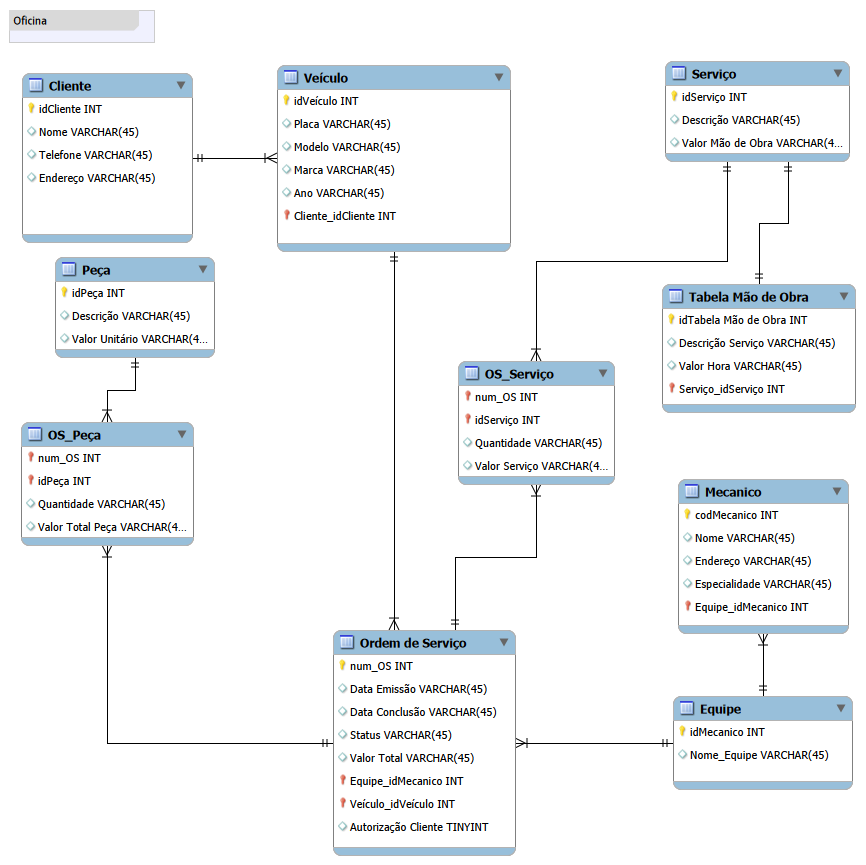 Oficina
Cliente
idCliente INT
Nome VARCHAR(45)
Telefone VARCHAR(45)
Endereço VARCHAR(45)
Veículo
idVeículo INT
Placa VARCHAR(45)
Modelo VARCHAR(45)
Marca VARCHAR(45)
Ano VARCHAR(45)
Cliente_idCliente INT
Serviço
idServiço INT
Descrição VARCHAR(45)
Valor Mão de Obra VARCHAR(4...
Peça
idPeça INT
Descrição VARCHAR(45)
Valor Unitário VARCHAR(4...
Tabela Mão de Obra
idTabela Mão de Obra INT
Descrição Serviço VARCHAR(45)
Valor Hora VARCHAR(45)
Serviço_idServiço INT
OS_Serviço
num_OS INT
idServiço INT
Quantidade VARCHAR(45)
Valor Serviço VARCHAR(4...
OS_Peça
num_OS INT
idPeça INT
Quantidade VARCHAR(45)
Valor Total Peça VARCHAR(4...
Mecanico
codMecanico INT
Nome VARCHAR(45)
Endereço VARCHAR(45)
Especialidade VARCHAR(45)
Equipe_idMecanico INT
Ordem de Serviço
num_OS INT
Data Emissão VARCHAR(45)
Data Conclusão VARCHAR(45)
Status VARCHAR(45)
Valor Total VARCHAR(45)
Equipe_idMecanico INT
Veículo_idVeículo INT
Autorização Cliente TINYINT
Equipe
idMecanico INT
Nome_Equipe VARCHAR(45)